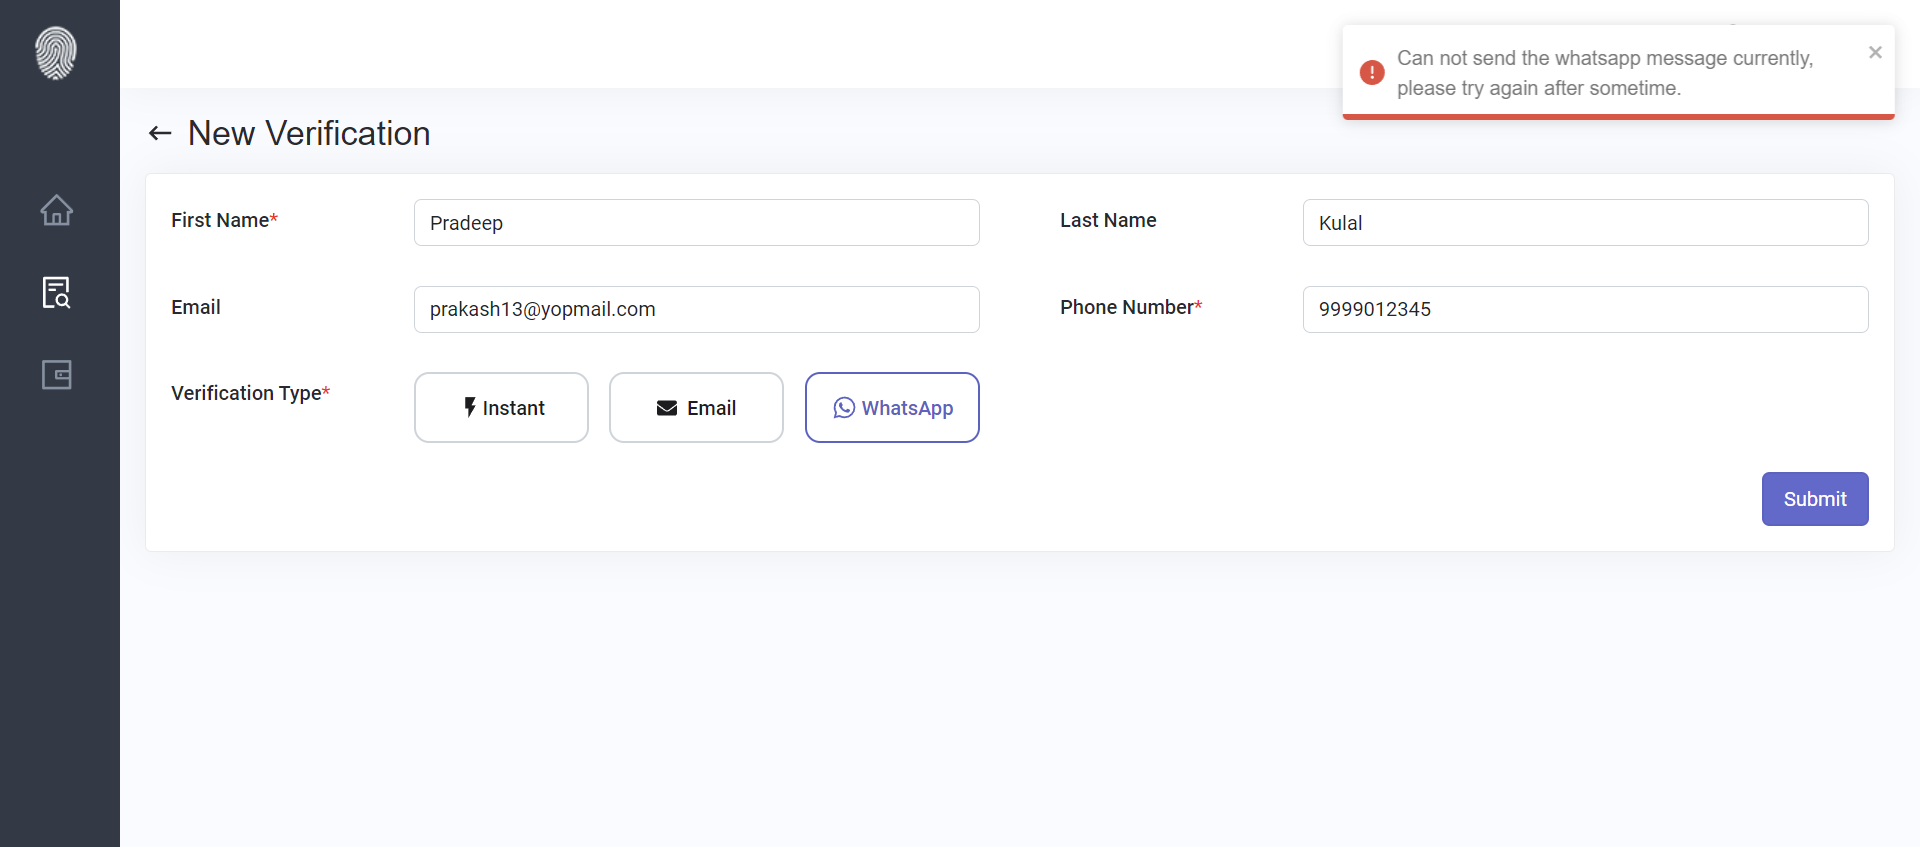 Can not send the whatsapp message currently,
please try again after sometime.
New Verification
First Name*
Pradeep
Last Name
Kulal
Email
prakash13@yopmail.com
Phone Number*
9999012345
Verification Type*
Instant
Email
WhatsApp
Submit